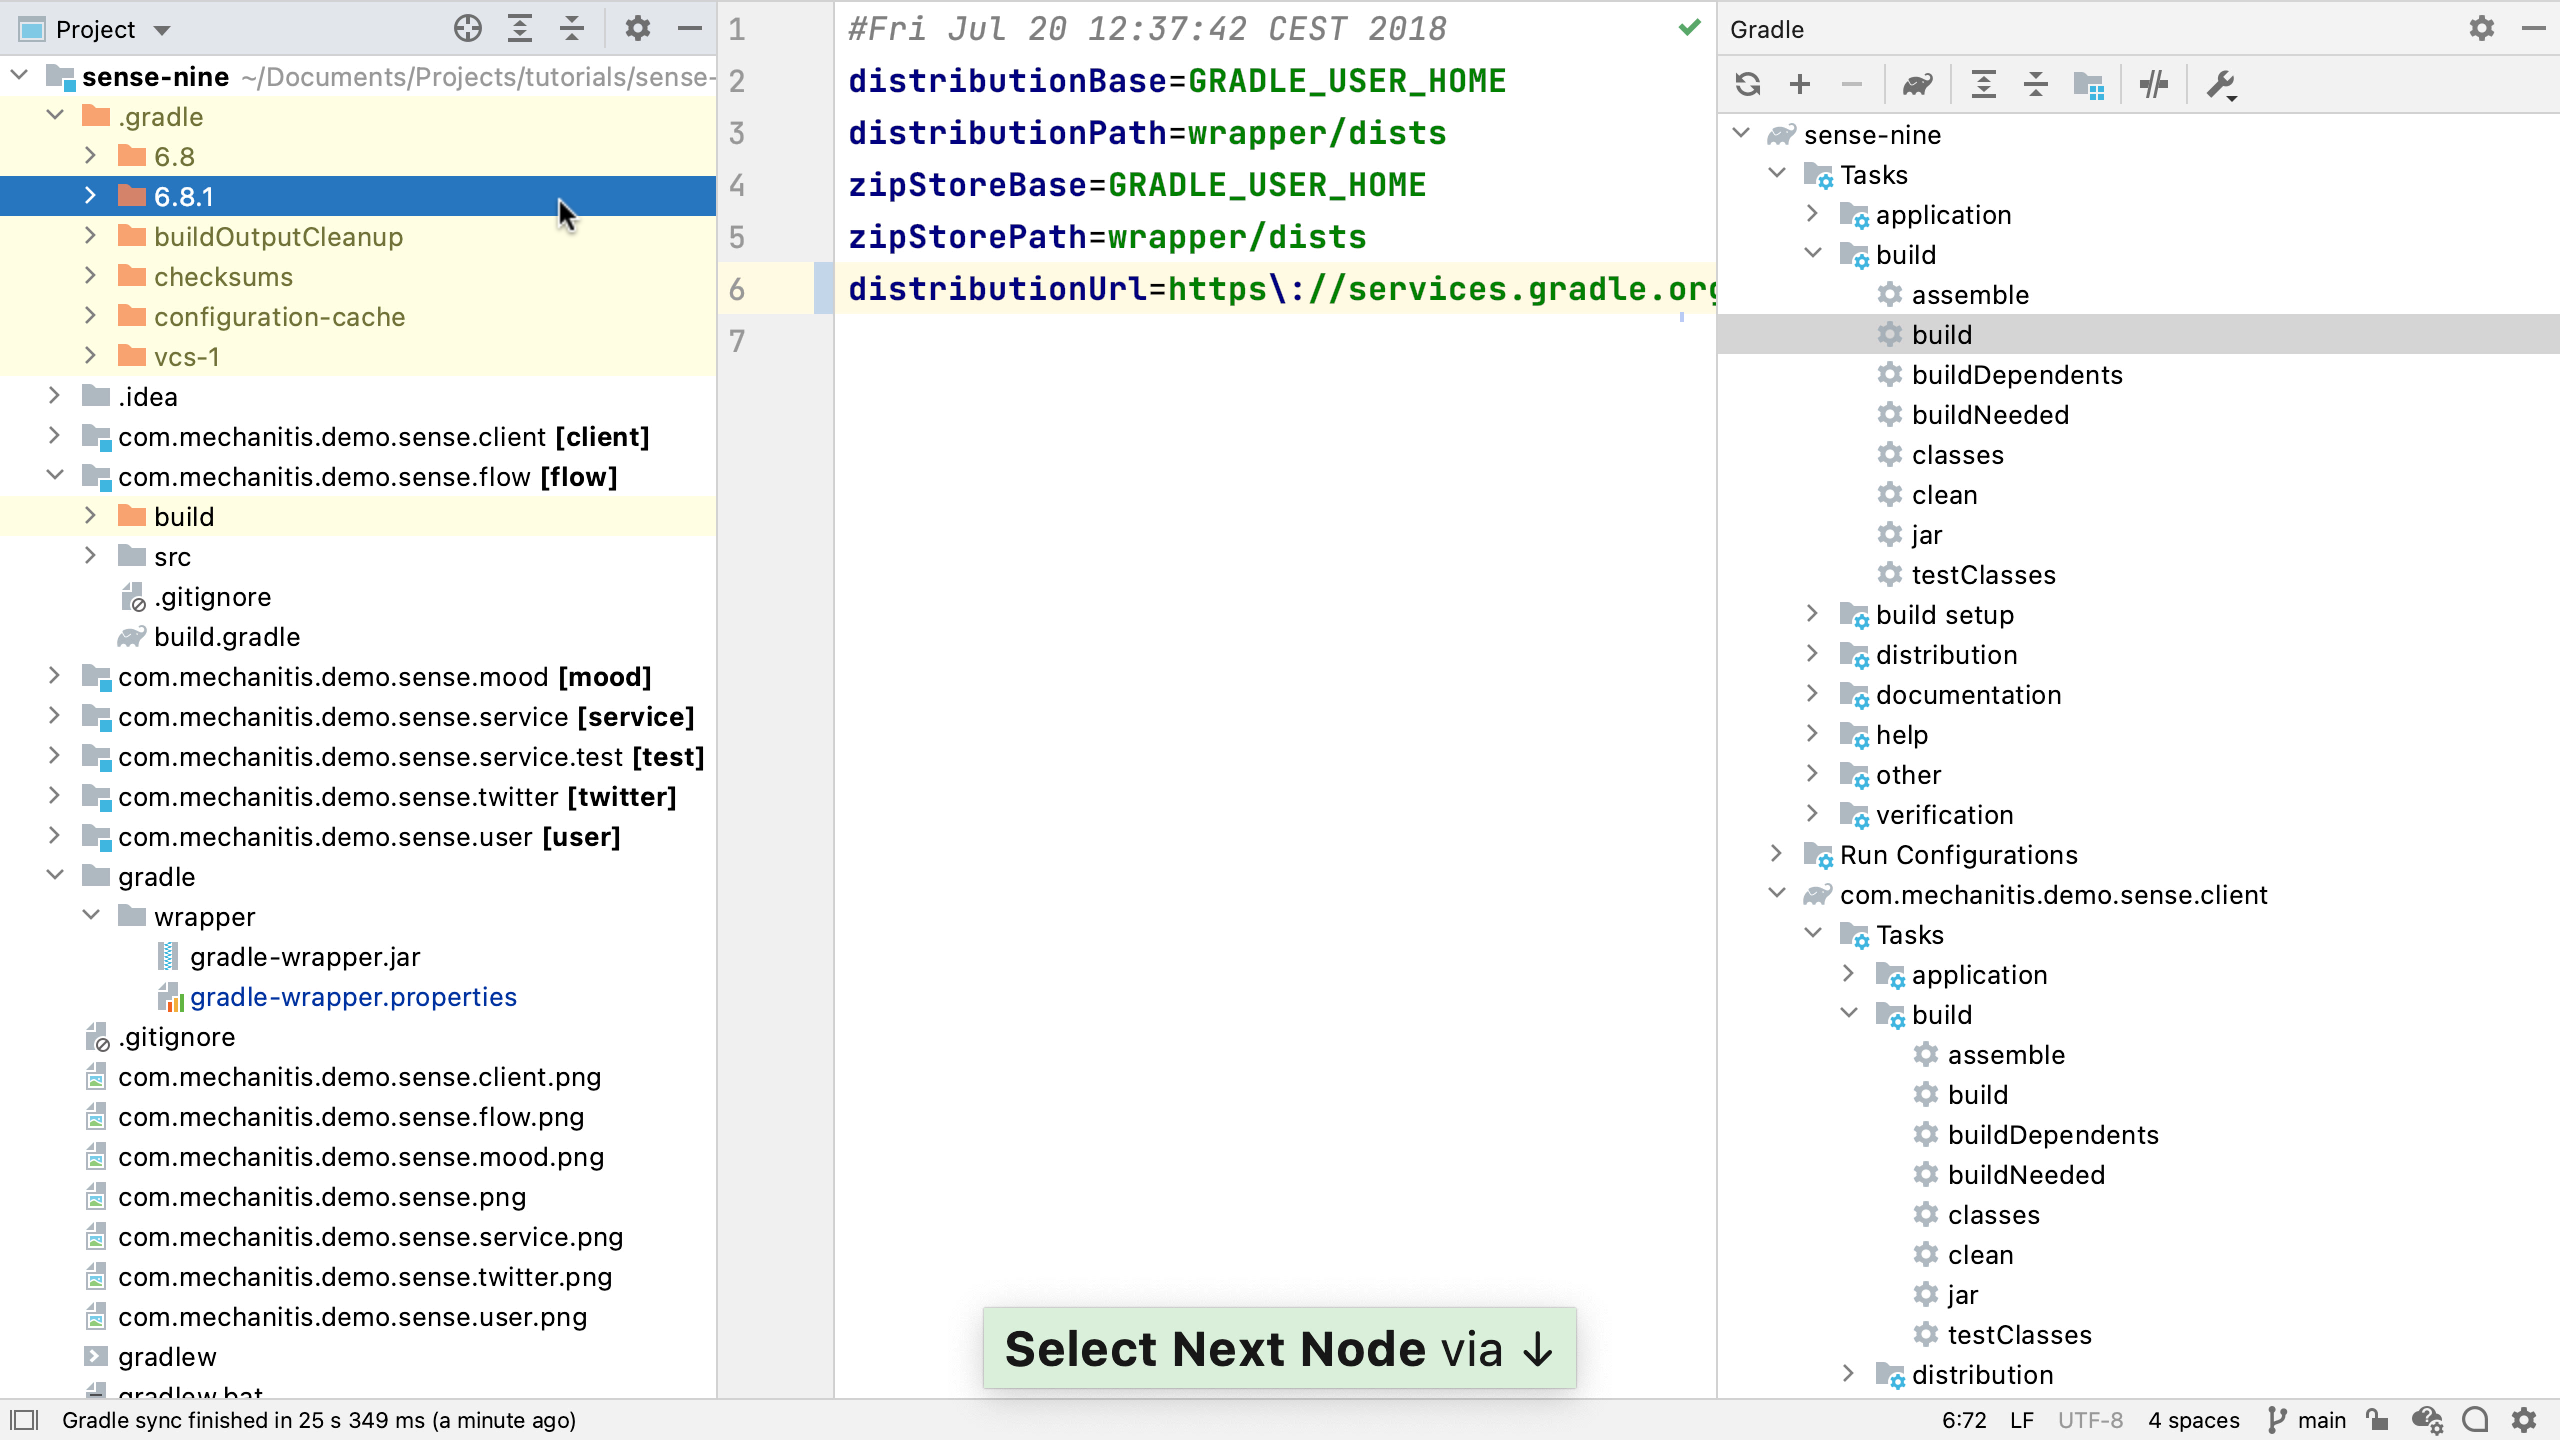 Project
sense-nine ~/Documents/Projects/tutorials/sense-
.gradle
6.8
6.8.1
buildOutputCleanup
checksums
configuration-cache
vcs-1
.idea
com.mechanitis.demo.sense.client [client]
com.mechanitis.demo.sense.flow [flow]
build
src
.gitignore
build.gradle
com.mechanitis.demo.sense.mood [mood]
com.mechanitis.demo.sense.service [service]
com.mechanitis.demo.sense.service.test [test]
com.mechanitis.demo.sense.twitter [twitter]
com.mechanitis.demo.sense.user [user]
gradle
wrapper
gradle-wrapper.jar
gradle-wrapper.properties
.gitignore
com.mechanitis.demo.sense.client.png
com.mechanitis.demo.sense.flow.png
com.mechanitis.demo.sense.mood.png
com.mechanitis.demo.sense.png
com.mechanitis.demo.sense.service.png
com.mechanitis.demo.sense.twitter.png
com.mechanitis.demo.sense.user.png
gradlew
gradlew.bat
1 #Fri Jul 20 12:37:42 CEST 2018
2 distributionBase=GRADLE_USER_HOME
3 distributionPath=wrapper/dists
4 zipStoreBase=GRADLE_USER_HOME
5 zipStorePath=wrapper/dists
6 distributionUrl=https\://services.gradle.org
7
Select Next Node via ↓
Gradle
sense-nine
Tasks
application
build
assemble
build
buildDependents
buildNeeded
classes
clean
jar
testClasses
build setup
distribution
documentation
help
other
verification
Run Configurations
com.mechanitis.demo.sense.client
Tasks
application
build
assemble
build
buildDependents
buildNeeded
classes
clean
jar
testClasses
distribution
Gradle sync finished in 25 s 349 ms (a minute ago)
6:72 LF UTF-8 4 spaces main